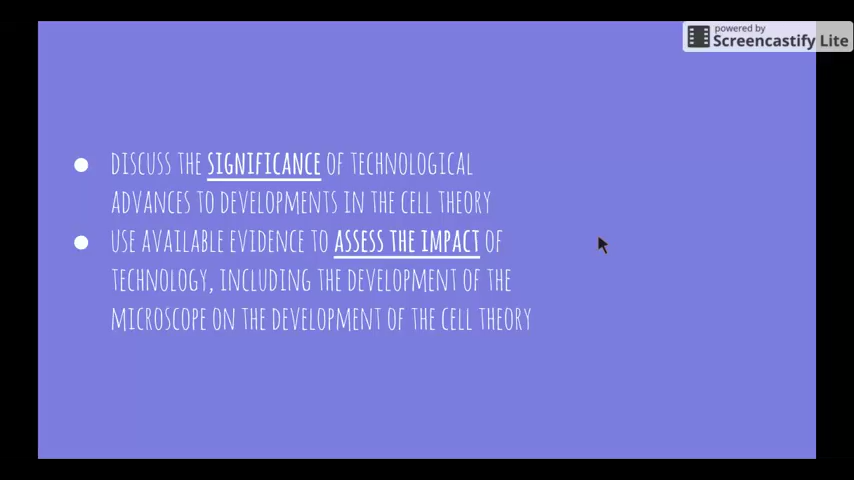 powered by
Screencastify Lite
● DISCUSS THE SIGNIFICANCE OF TECHNOLOGICAL
ADVANCES TO DEVELOPMENTS IN THE CELL THEORY
● USE AVAILABLE EVIDENCE TO ASSESS THE IMPACT OF
TECHNOLOGY, INCLUDING THE DEVELOPMENT OF THE
MICROSCOPE ON THE DEVELOPMENT OF THE CELL THEORY